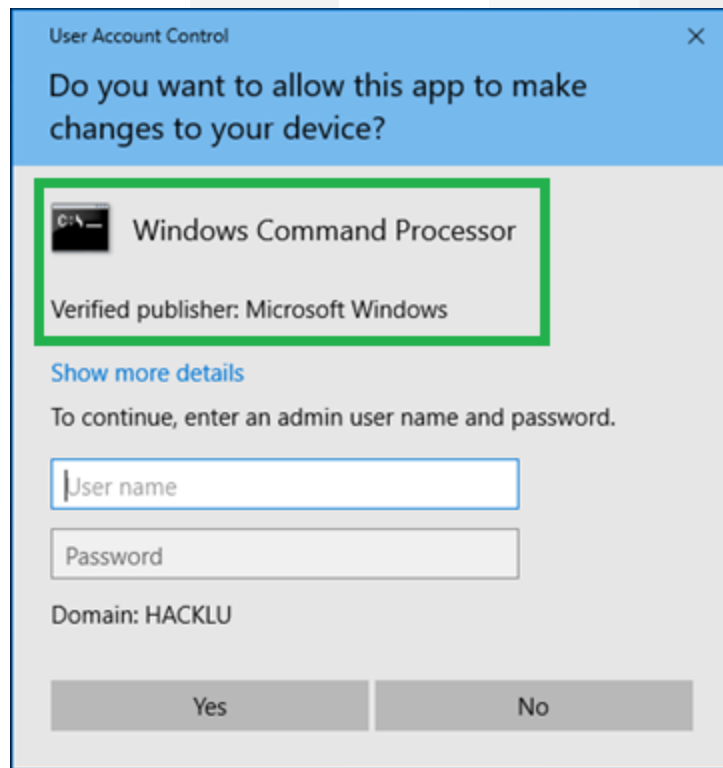 User Account Control
Do you want to allow this app to make
changes to your device?
C:\_
Windows Command Processor
Verified publisher: Microsoft Windows
Show more details
To continue, enter an admin user name and password.
User name
Password
Domain: HACKLU
Yes No